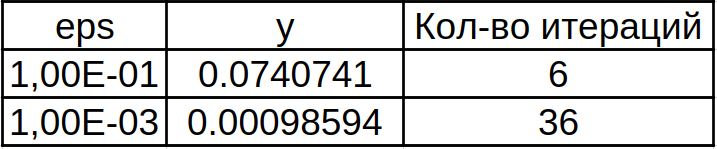 eps y Кол-во итераций
1,00E-01 0.0740741 6
1,00E-03 0.00098594 36